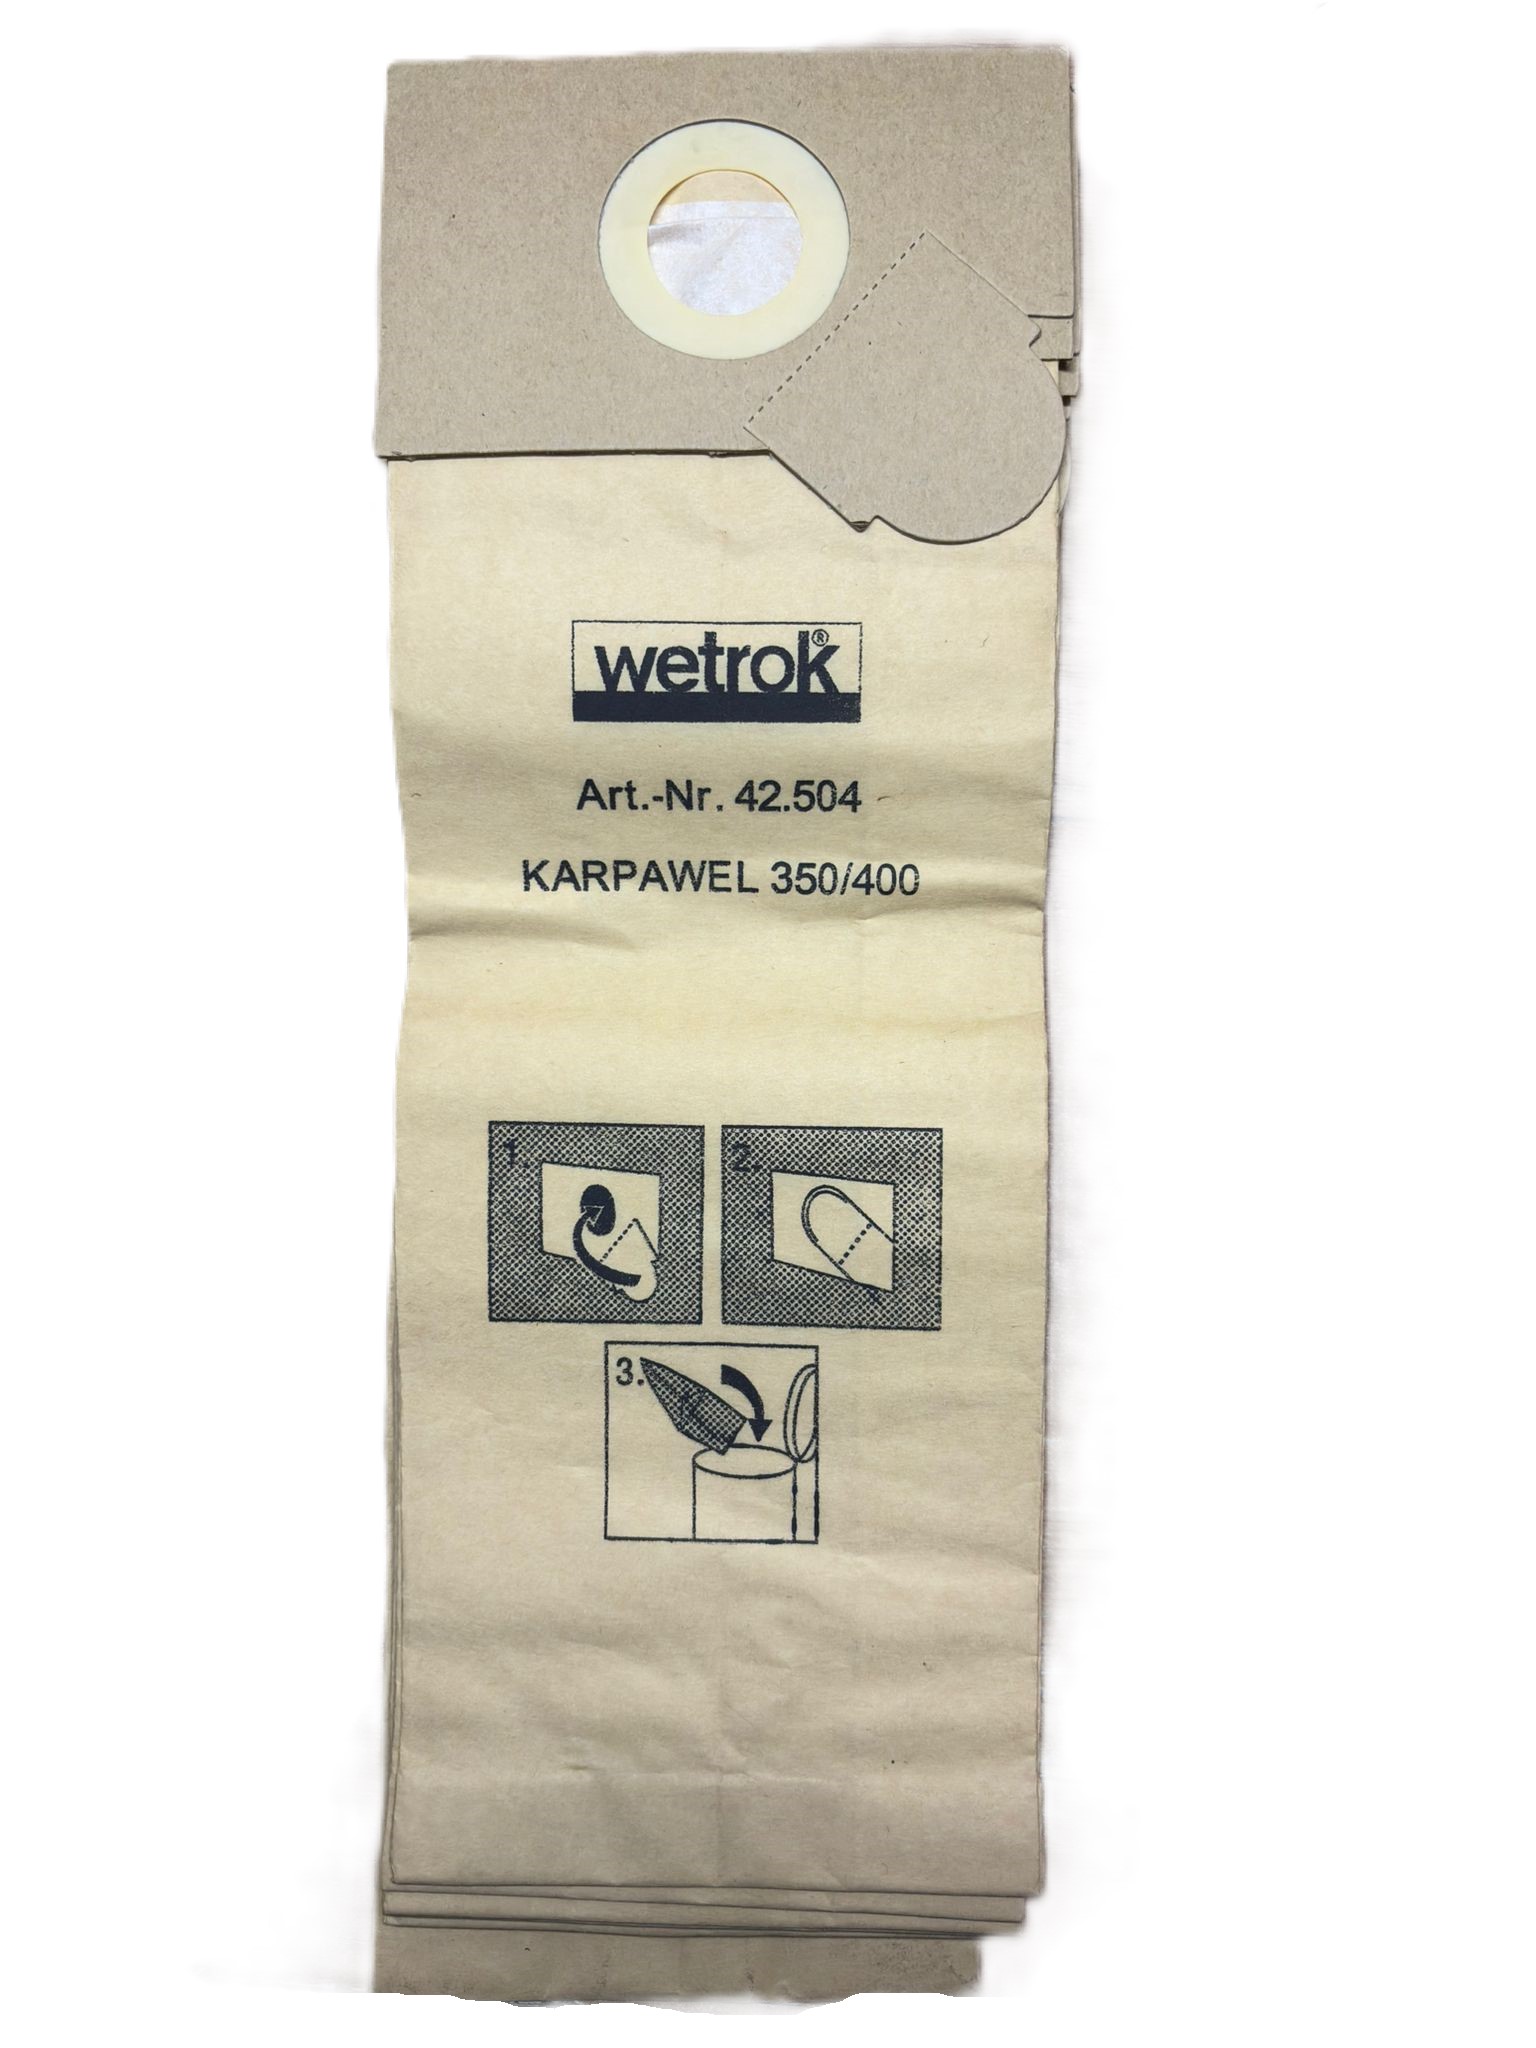 wetrok®
Art.-Nr. 42.504
KARPAWEL 350/400
1.
2.
3.